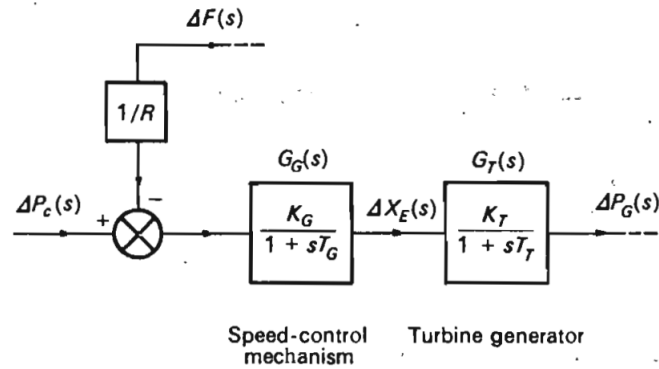 ΔF(s)
1/R
G_G(s)
G_T(s)
ΔP_c(s)
+
−
K_G
1 + sT_G
ΔX_E(s)
K_T
1 + sT_T
ΔP_G(s)
Speed-control
mechanism
Turbine generator